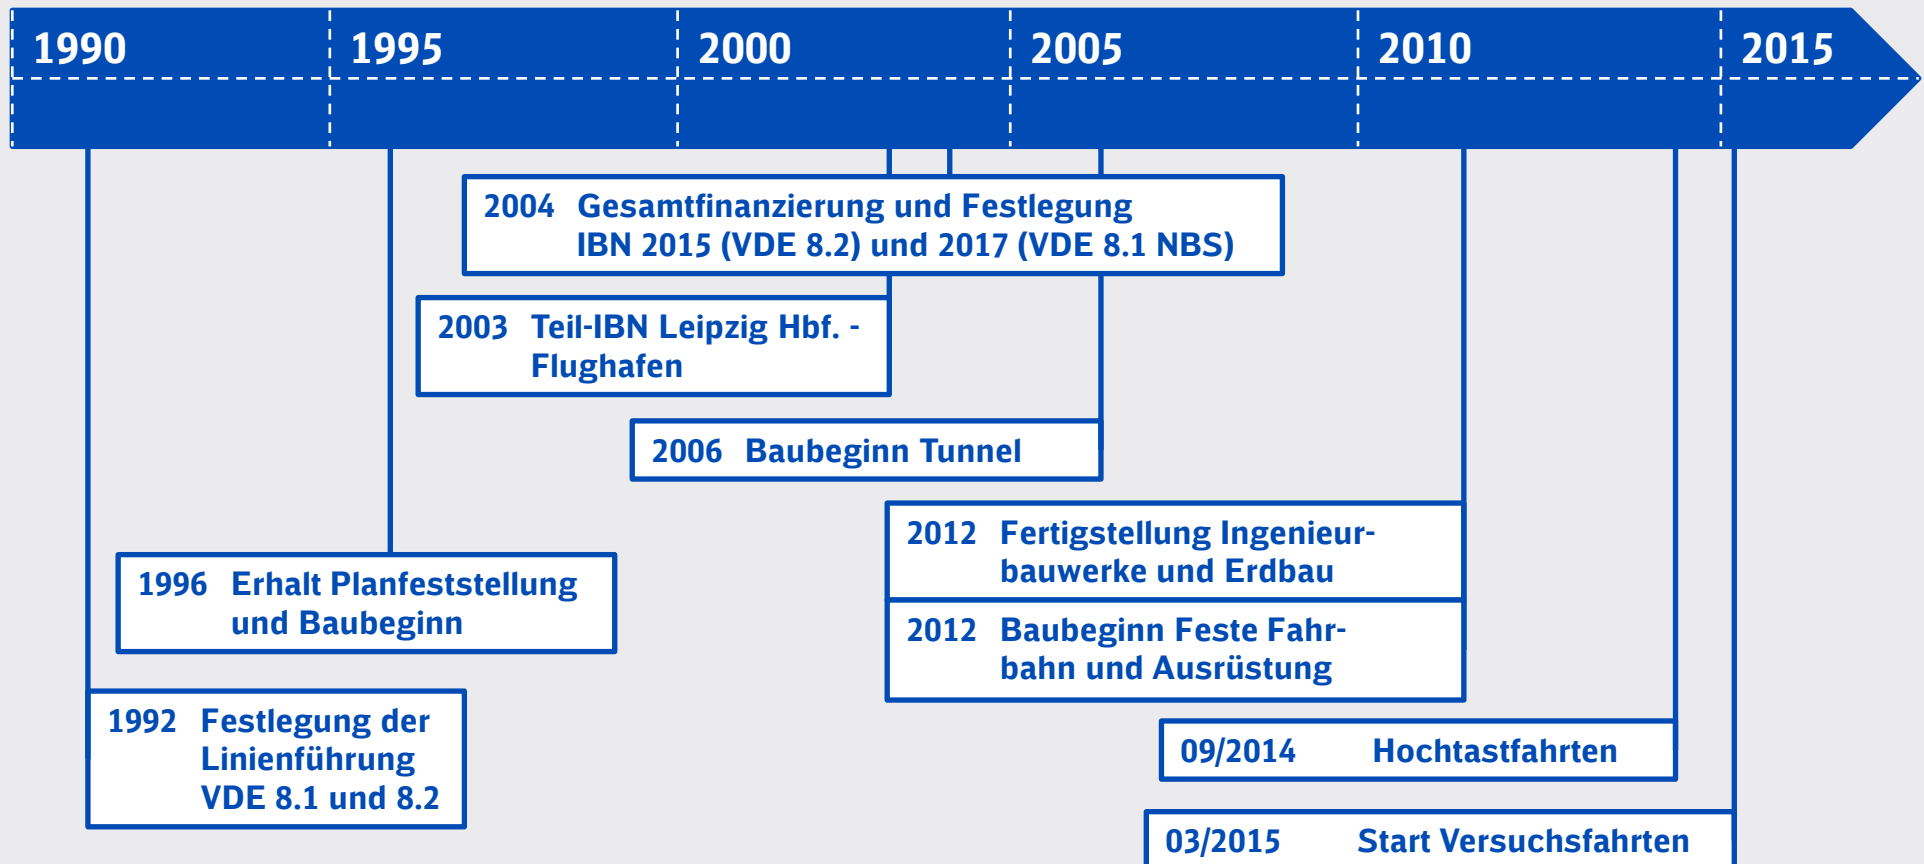 1990 1995 2000 2005 2010 2015
2004 Gesamtfinanzierung und Festlegung
IBN 2015 (VDE 8.2) und 2017 (VDE 8.1 NBS)
2003 Teil-IBN Leipzig Hbf. -
Flughafen
2006 Baubeginn Tunnel
2012 Fertigstellung Ingenieur-
bauwerke und Erdbau
1996 Erhalt Planfeststellung
und Baubeginn
2012 Baubeginn Feste Fahr-
bahn und Ausrüstung
1992 Festlegung der
Linienführung
VDE 8.1 und 8.2
09/2014 Hochtastfahrten
03/2015 Start Versuchsfahrten